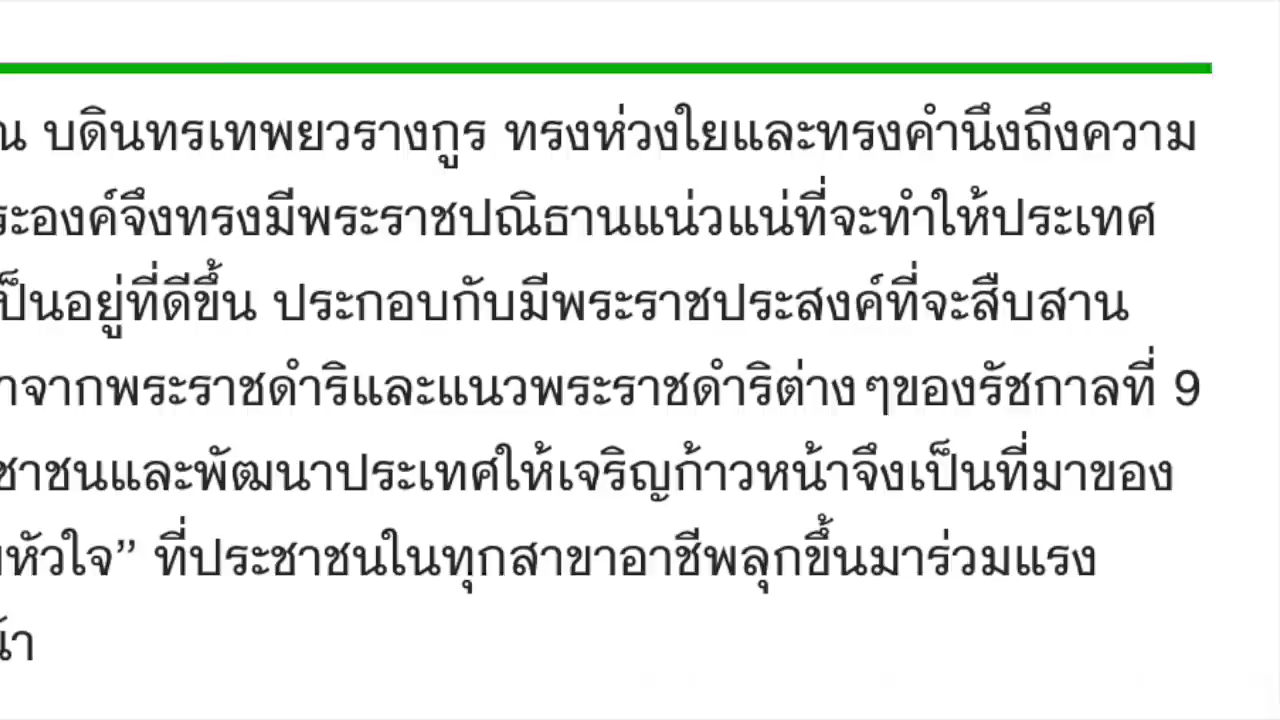 ณ บดินทรเทพยวรางกูร ทรงห่วงใยและทรงคำนึงถึงความ
ระองค์จึงทรงมีพระราชปณิธานแน่วแน่ที่จะทำให้ประเทศ
เป็นอยู่ที่ดีขึ้น ประกอบกับมีพระราชประสงค์ที่จะสืบสาน
าจากพระราชดำริและแนวพระราชดำริต่างๆของรัชกาลที่ 9
ชาชนและพัฒนาประเทศให้เจริญก้าวหน้าจึงเป็นที่มาของ
หัวใจ” ที่ประชาชนในทุกสาขาอาชีพลุกขึ้นมาร่วมแรง
น้า